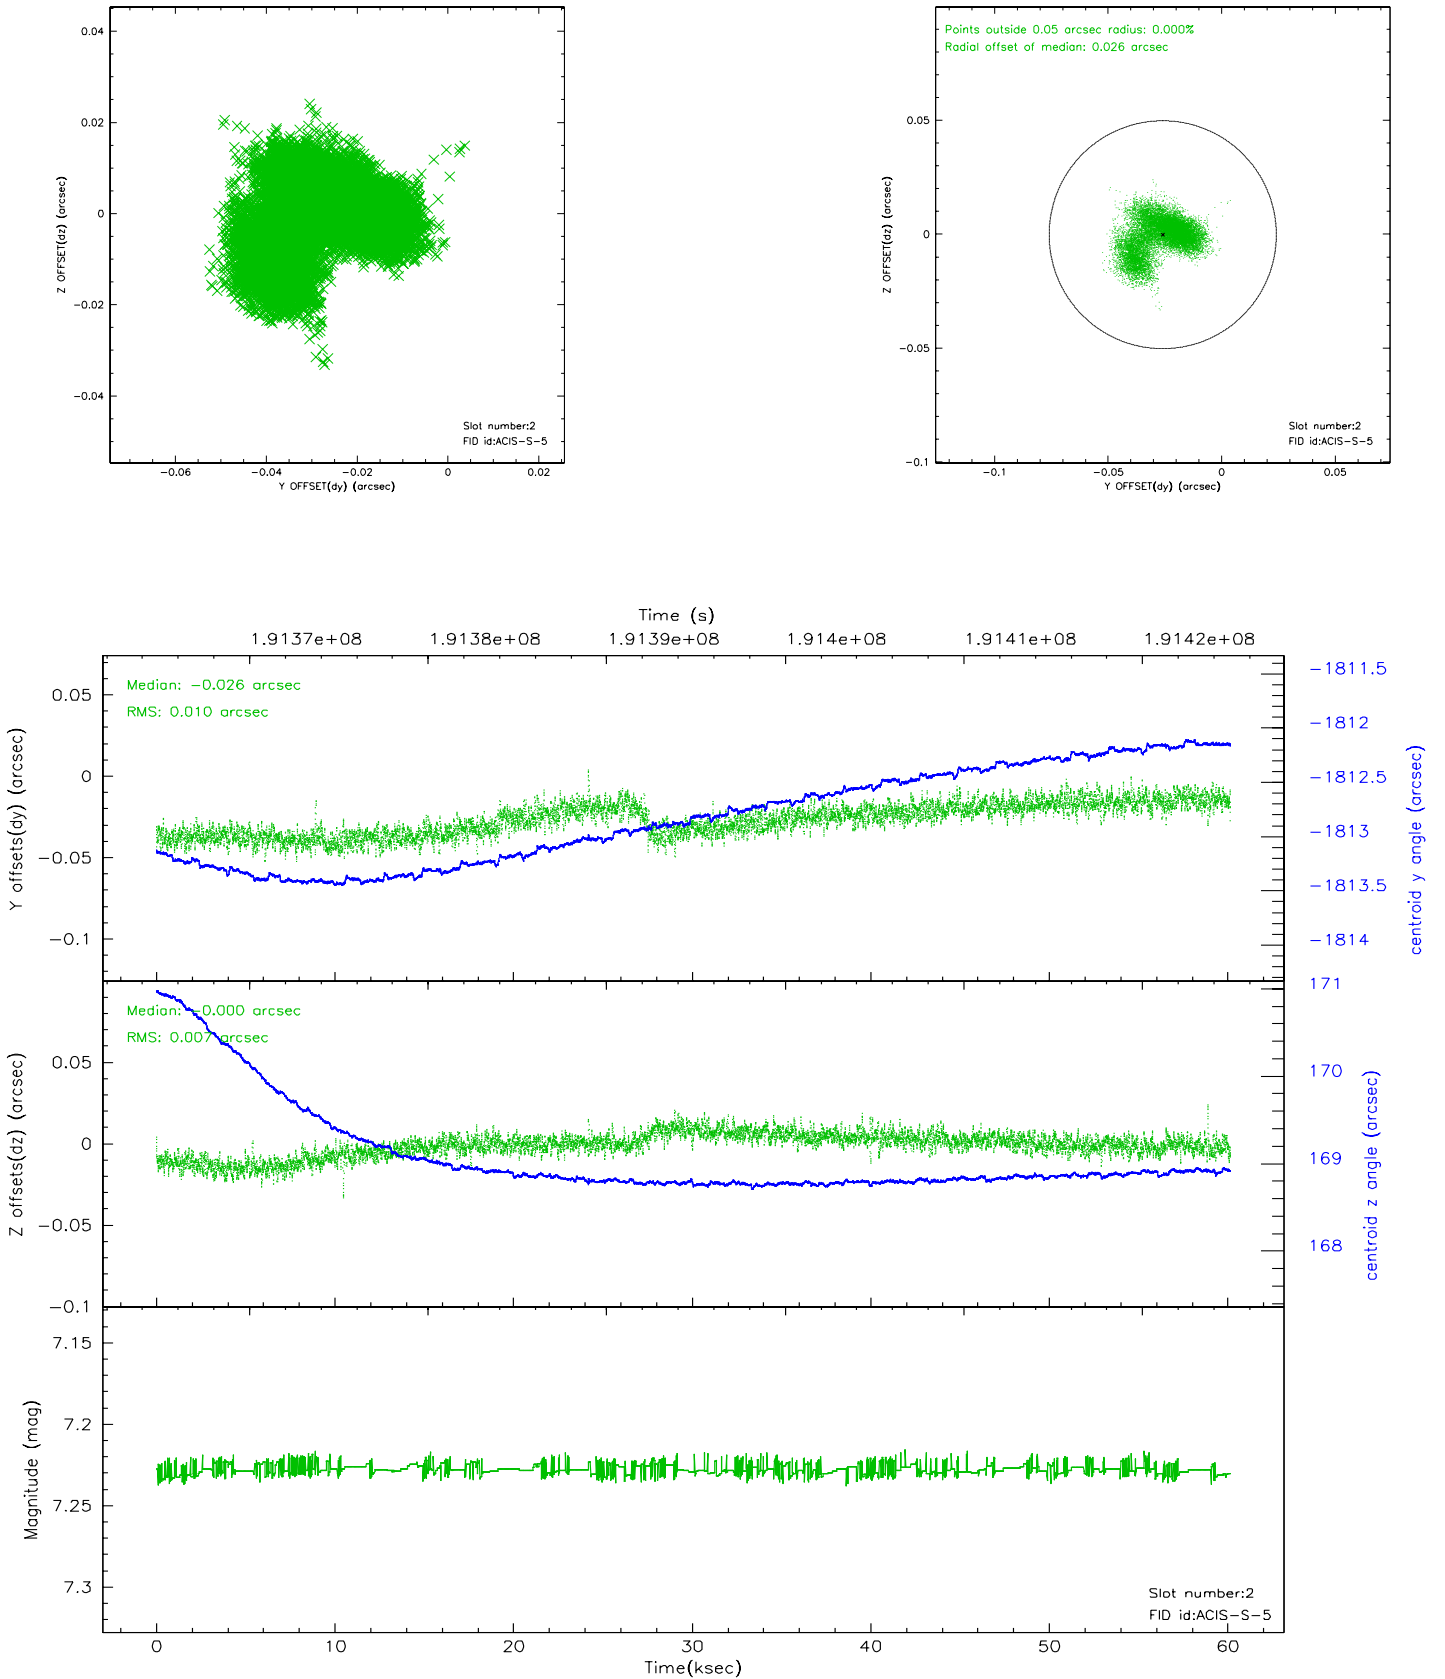 0.04
0.02
0
−0.02
−0.04
Z OFFSET(dz) (arcsec)
−0.06
−0.04
−0.02
0
0.02
Y OFFSET(dy) (arcsec)
Slot number:2
FID id:ACIS−S−5
Points outside 0.05 arcsec radius: 0.000%
Radial offset of median: 0.026 arcsec
0.05
0
−0.05
−0.1
Z OFFSET(dz) (arcsec)
−0.1
−0.05
0
0.05
Y OFFSET(dy) (arcsec)
Slot number:2
FID id:ACIS−S−5
Time (s)
1.9137e+08
1.9138e+08
1.9139e+08
1.914e+08
1.9141e+08
1.9142e+08
Median: −0.026 arcsec
RMS: 0.010 arcsec
0.05
0
−0.05
−0.1
Y offsets(dy) (arcsec)
−1811.5
−1812
−1812.5
−1813
−1813.5
−1814
centroid y angle (arcsec)
Median: −0.000 arcsec
RMS: 0.007 arcsec
0.05
0
−0.05
−0.1
Z offsets(dz) (arcsec)
171
170
169
168
centroid z angle (arcsec)
7.15
7.2
7.25
7.3
Magnitude (mag)
Slot number:2
FID id:ACIS−S−5
0
10
20
30
40
50
60
Time(ksec)